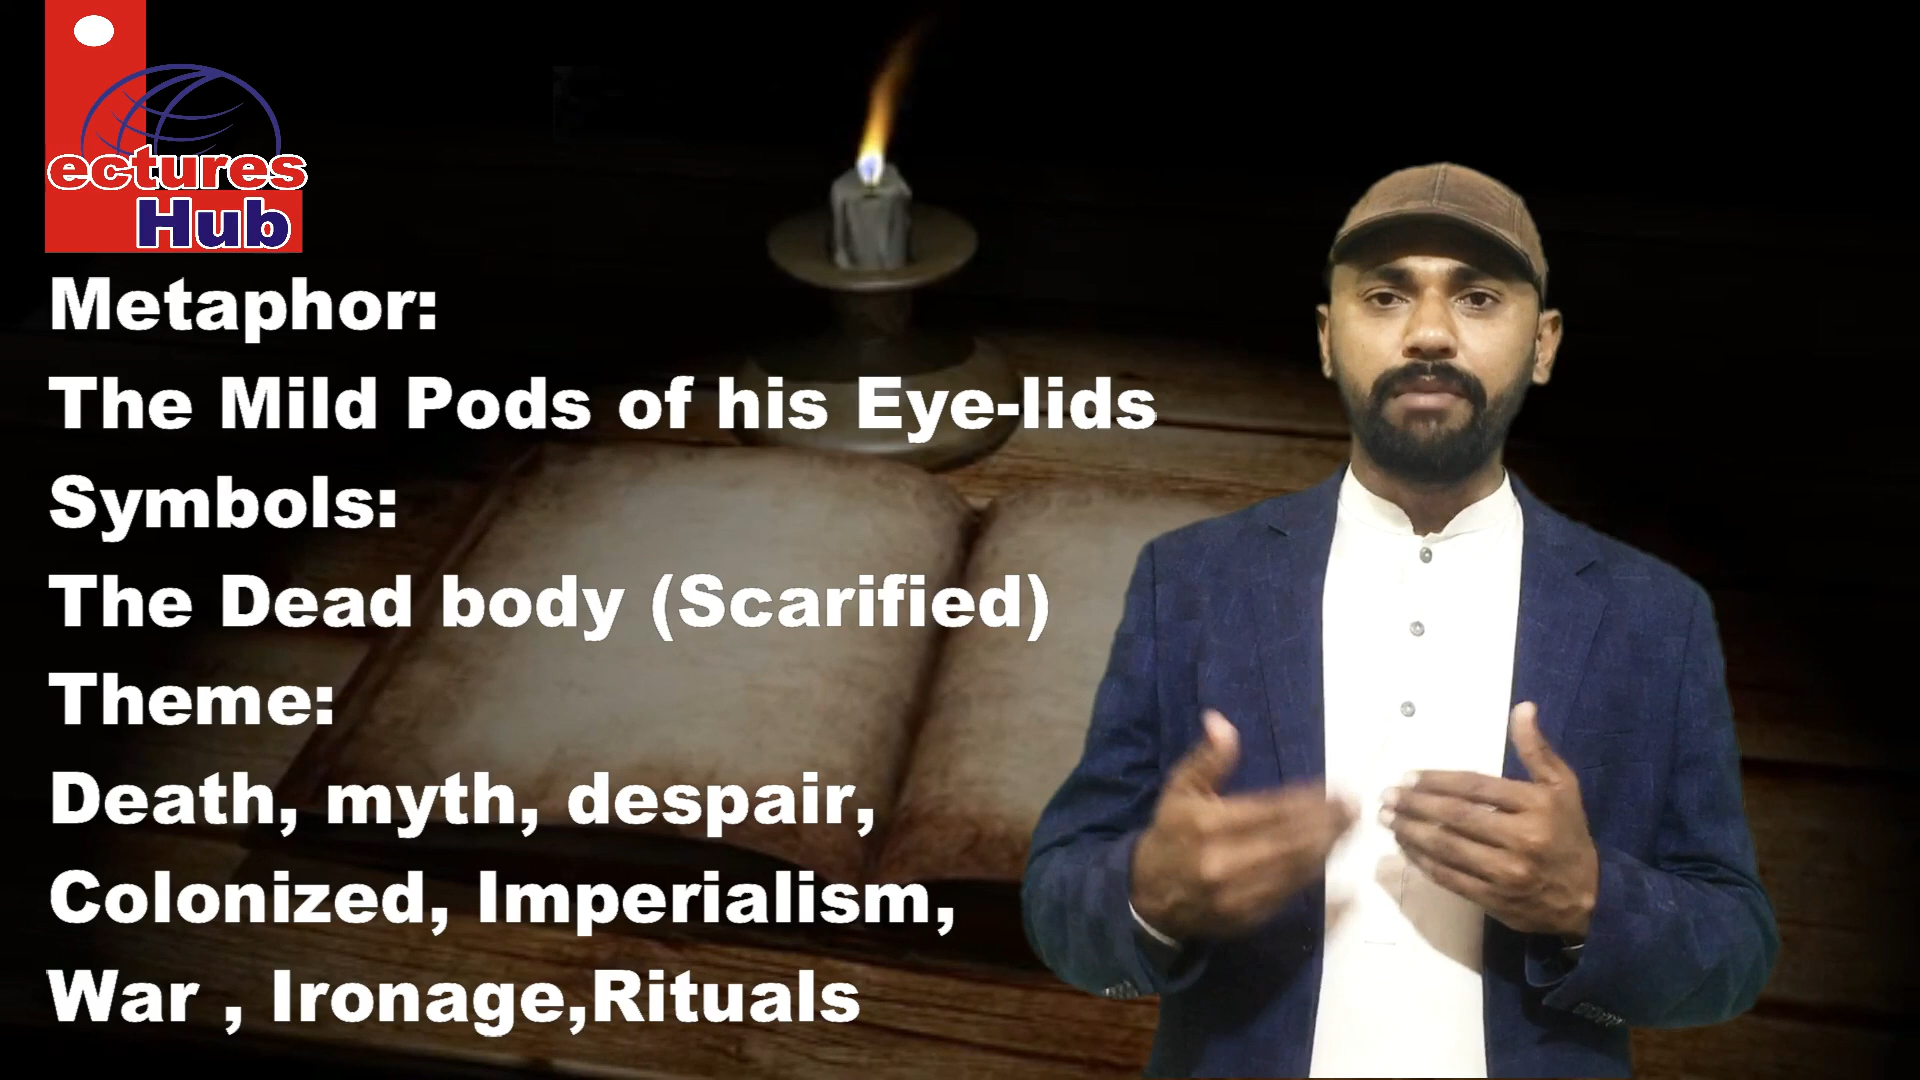 ectures
Hub
Metaphor:
The Mild Pods of his Eye-lids
Symbols:
The Dead body (Scarified)
Theme:
Death, myth, despair,
Colonized, Imperialism,
War , Ironage,Rituals